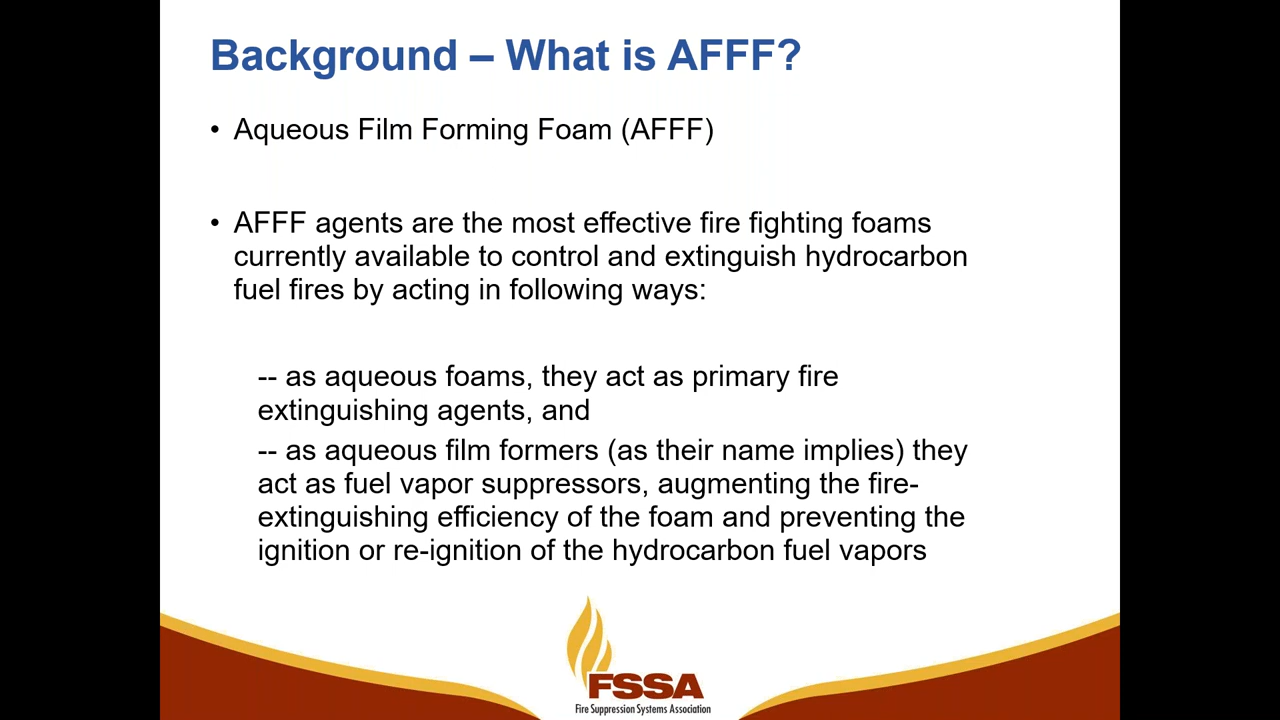 Background – What is AFFF?
• Aqueous Film Forming Foam (AFFF)
• AFFF agents are the most effective fire fighting foams
currently available to control and extinguish hydrocarbon
fuel fires by acting in following ways:
-- as aqueous foams, they act as primary fire
extinguishing agents, and
-- as aqueous film formers (as their name implies) they
act as fuel vapor suppressors, augmenting the fire-
extinguishing efficiency of the foam and preventing the
ignition or re-ignition of the hydrocarbon fuel vapors
FSSA
Fire Suppression Systems Association